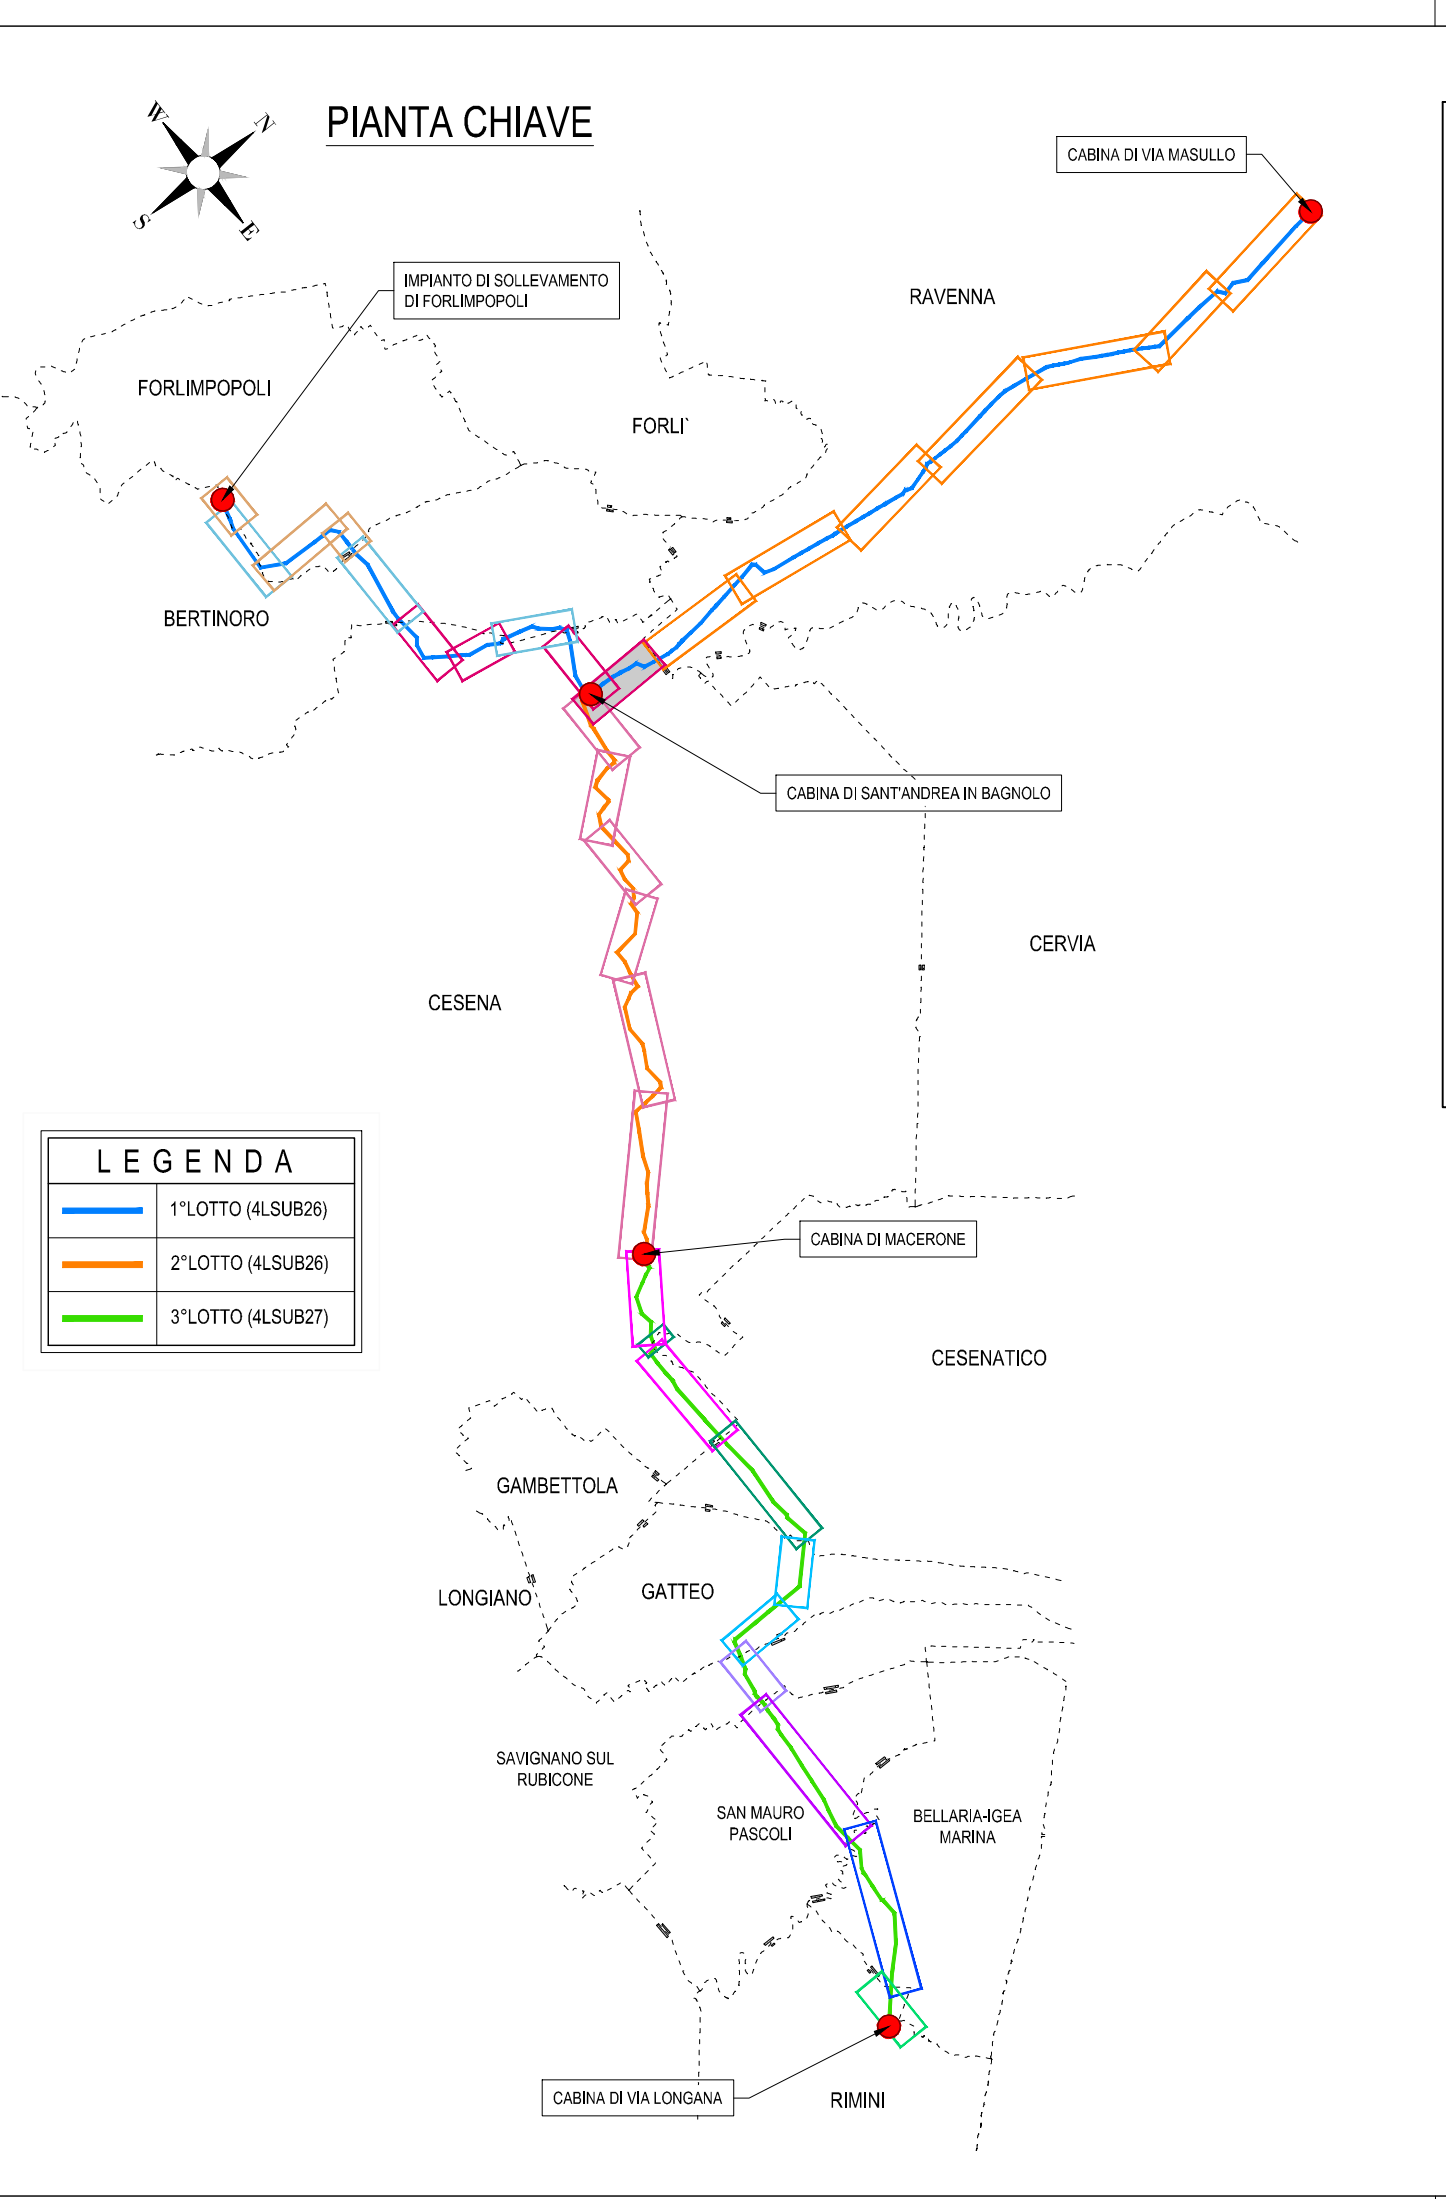 PIANTA CHIAVE
W
N
S
E
CABINA DI VIA MASULLO
IMPIANTO DI SOLLEVAMENTO
DI FORLIMPOPOLI
RAVENNA
FORLIMPOPOLI
FORLI`
BERTINORO
CABINA DI SANT'ANDREA IN BAGNOLO
CERVIA
CESENA
LEGENDA
1°LOTTO (4LSUB26)
2°LOTTO (4LSUB26)
3°LOTTO (4LSUB27)
CABINA DI MACERONE
CESENATICO
GAMBETTOLA
LONGIANO
GATTEO
SAVIGNANO SUL
RUBICONE
SAN MAURO
PASCOLI
BELLARIA-IGEA
MARINA
CABINA DI VIA LONGANA
RIMINI